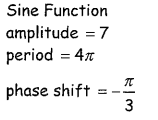 Sine Function
amplitude = 7
period = 4π
phase shift = -π/3